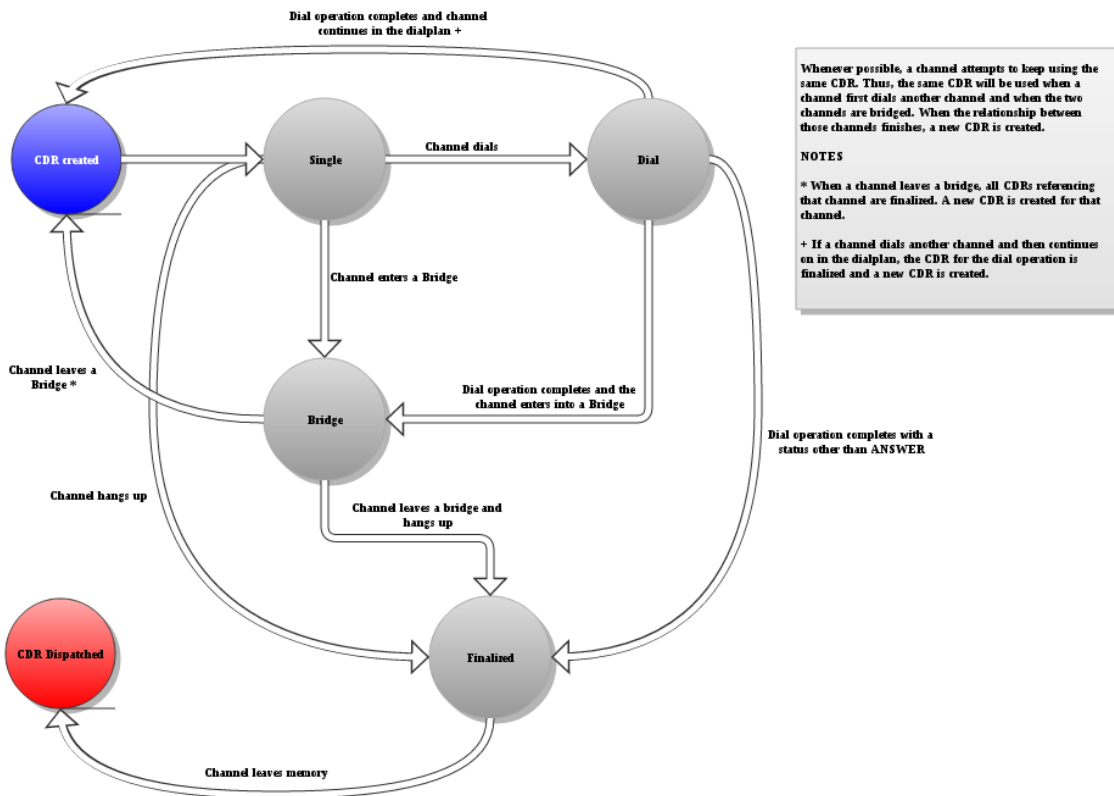 Dial operation completes and channel
continues in the dialplan +
Whenever possible, a channel attempts to keep using the
same CDR. Thus, the same CDR will be used when a
channel first dials another channel and when the two
channels are bridged. When the relationship between
those channels finishes, a new CDR is created.
NOTES
* When a channel leaves a bridge, all CDRs referencing
that channel are finalized. A new CDR is created for that
channel.
+ If a channel dials another channel and then continues
on in the dialplan, the CDR for the dial operation is
finalized and a new CDR is created.
CDR created
Single
Channel dials
Dial
Channel enters a Bridge
Channel leaves a
Bridge *
Dial operation completes and the
channel enters into a Bridge
Bridge
Dial operation completes with a
status other than ANSWER
Channel hangs up
Channel leaves a bridge and
hangs up
CDR Dispatched
Finalized
Channel leaves memory